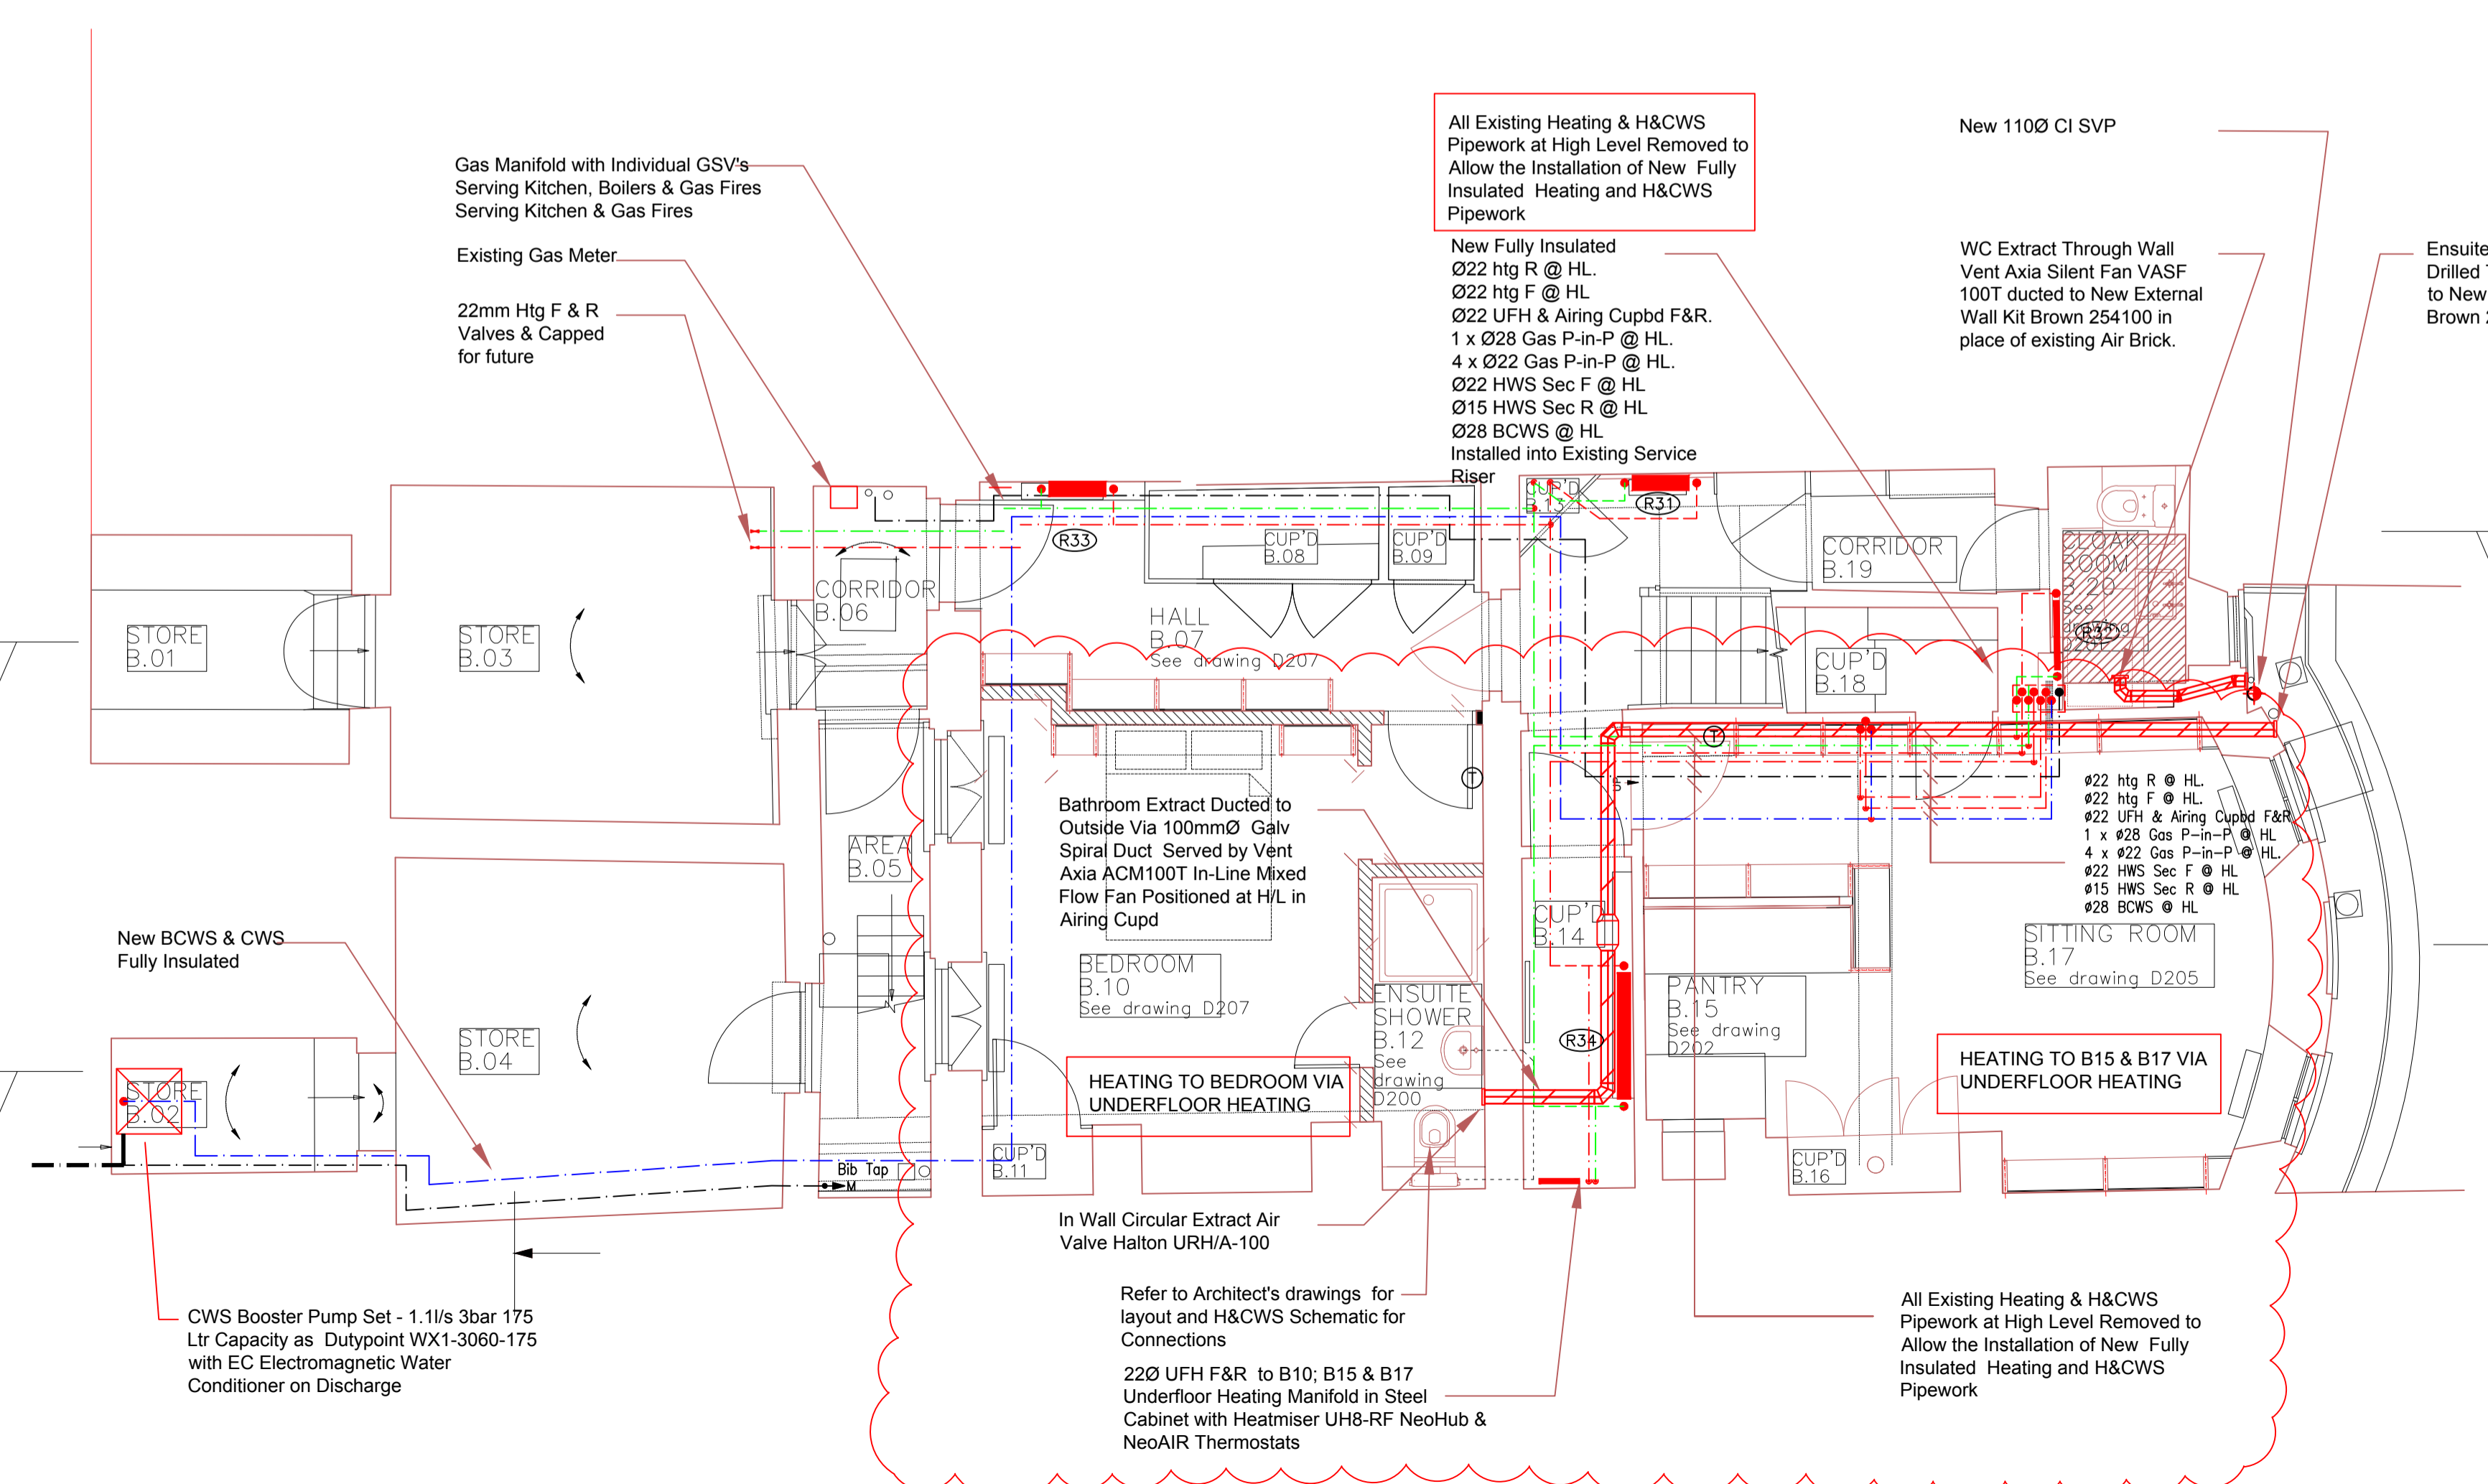 All Existing Heating & H&CWS
Pipework at High Level Removed to
Allow the Installation of New Fully
Insulated Heating and H&CWS
Pipework
New 110Ø CI SVP
Gas Manifold with Individual GSV's
Serving Kitchen, Boilers & Gas Fires
Serving Kitchen & Gas Fires
Existing Gas Meter
22mm Htg F & R
Valves & Capped
for future
New Fully Insulated
Ø22 htg R @ HL.
Ø22 htg F @ HL
Ø22 UFH & Airing Cupbd F&R.
1 x Ø28 Gas P-in-P @ HL.
4 x Ø22 Gas P-in-P @ HL.
Ø22 HWS Sec F @ HL
Ø15 HWS Sec R @ HL
Ø28 BCWS @ HL
Installed into Existing Service
Riser
WC Extract Through Wall
Vent Axia Silent Fan VASF
100T ducted to New External
Wall Kit Brown 254100 in
place of existing Air Brick.
Ensuite
Drilled
to New
Brown
CUP'D
B.13
R31
R33
CUP'D
B.08
CUP'D
B.09
CORRIDOR
B.19
CLOAK
ROOM
B.20
See
drawing
D201
R32
CORRIDOR
B.06
STORE
B.01
STORE
B.03
HALL
B.07
See drawing D207
CUP'D
B.18
T
T
UP
Bathroom Extract Ducted to
Outside Via 100mmØ Galv
Spiral Duct Served by Vent
Axia ACM100T In-Line Mixed
Flow Fan Positioned at H/L in
Airing Cupd
ø22 htg R @ HL.
ø22 htg F @ HL.
ø22 UFH & Airing Cupbd F&R
1 x ø28 Gas P-in-P @ HL
4 x ø22 Gas P-in-P @ HL.
ø22 HWS Sec F @ HL
ø15 HWS Sec R @ HL
ø28 BCWS @ HL
AREA
B.05
CUP'D
B.14
New BCWS & CWS
Fully Insulated
BEDROOM
B.10
See drawing D207
ENSUITE
SHOWER
B.12
See
drawing
D200
R34
PANTRY
B.15
See drawing
D202
SITTING ROOM
B.17
See drawing D205
STORE
B.04
STORE
B.02
HEATING TO BEDROOM VIA
UNDERFLOOR HEATING
HEATING TO B15 & B17 VIA
UNDERFLOOR HEATING
CUP'D
B.11
Bib Tap
M
CUP'D
B.16
In Wall Circular Extract Air
Valve Halton URH/A-100
Refer to Architect's drawings for
layout and H&CWS Schematic for
Connections
22Ø UFH F&R to B10; B15 & B17
Underfloor Heating Manifold in Steel
Cabinet with Heatmiser UH8-RF NeoHub &
NeoAIR Thermostats
CWS Booster Pump Set - 1.1l/s 3bar 175
Ltr Capacity as Dutypoint WX1-3060-175
with EC Electromagnetic Water
Conditioner on Discharge
All Existing Heating & H&CWS
Pipework at High Level Removed to
Allow the Installation of New Fully
Insulated Heating and H&CWS
Pipework